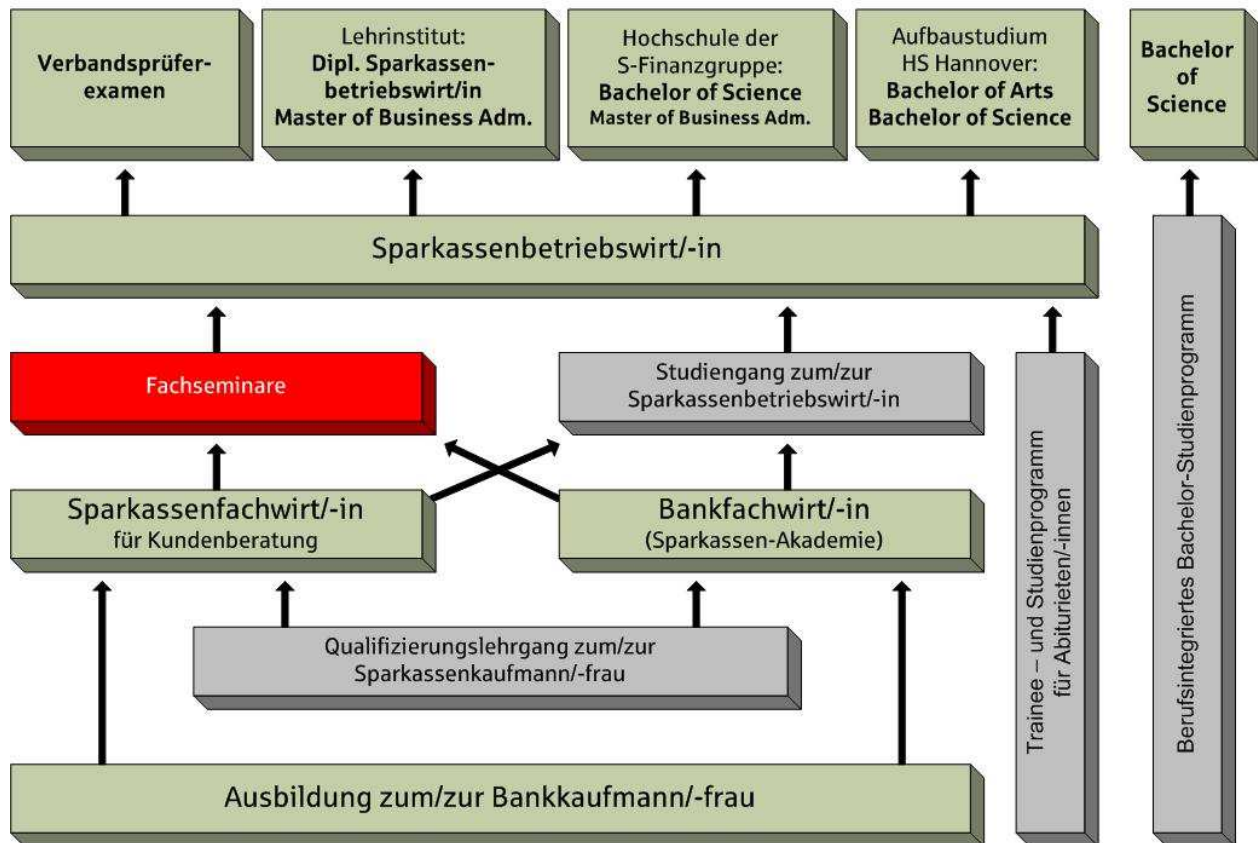 Verbandsprüfer-
examen
Lehrinstitut:
Dipl. Sparkassen-
betriebswirt/in
Master of Business Adm.
Hochschule der
S-Finanzgruppe:
Bachelor of Science
Master of Business Adm.
Aufbaustudium
HS Hannover:
Bachelor of Arts
Bachelor of Science
Bachelor
of
Science
Sparkassenbetriebswirt/-in
Fachseminare
Studiengang zum/zur
Sparkassenbetriebswirt/-in
Sparkassenfachwirt/-in
für Kundenberatung
Bankfachwirt/-in
(Sparkassen-Akademie)
Qualifizierungslehrgang zum/zur
Sparkassenkaufmann/-frau
Ausbildung zum/zur Bankkaufmann/-frau
Trainee – und Studienprogramm
für Abiturieten/-innen
Berufsintegriertes Bachelor-Studienprogramm